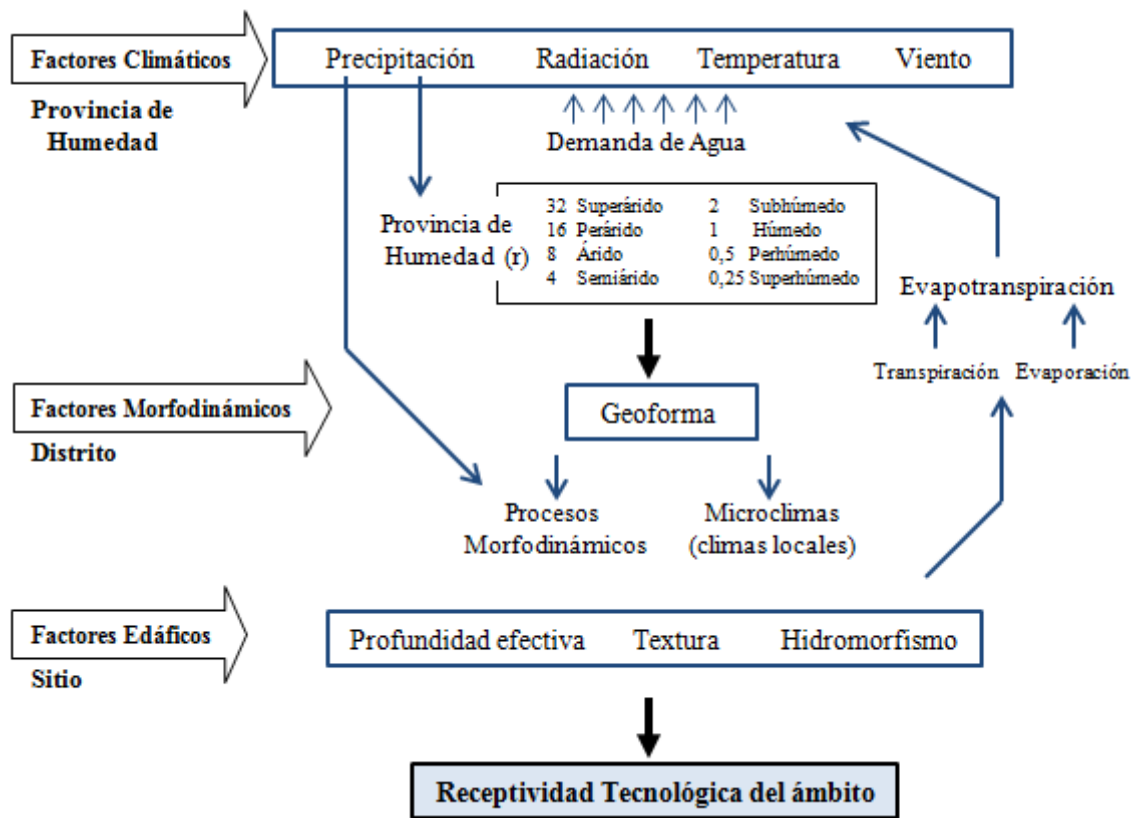 Factores Climáticos
Provincia de
Humedad
Precipitación Radiación Temperatura Viento
Demanda de Agua
Provincia de
Humedad (r)
32 Superárido 2 Subhúmedo
16 Perárido 1 Húmedo
8 Árido 0,5 Perhúmedo
4 Semiárido 0,25 Superhúmedo
Evapotranspiración
Transpiración Evaporación
Factores Morfodinámicos
Distrito
Geoforma
Procesos
Morfodinámicos
Microclimas
(climas locales)
Factores Edáficos
Sitio
Profundidad efectiva Textura Hidromorfismo
Receptividad Tecnológica del ámbito